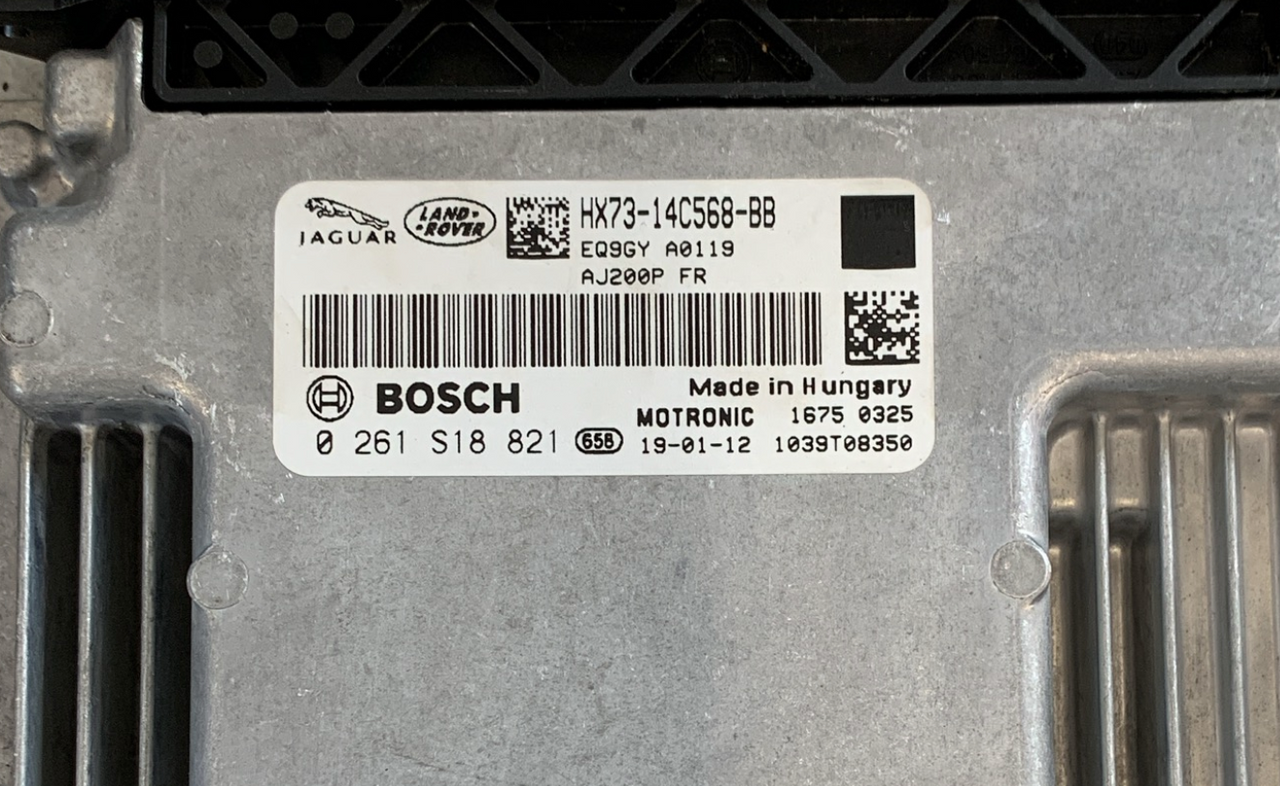 JAGUAR
LAND-
-ROVER
HX73-14C568-BB
EQ9GY A0119
AJ200P FR
BOSCH
Made in Hungary
MOTRONIC 1675 0325
0 261 S18 821 658 19-01-12 1039T08350